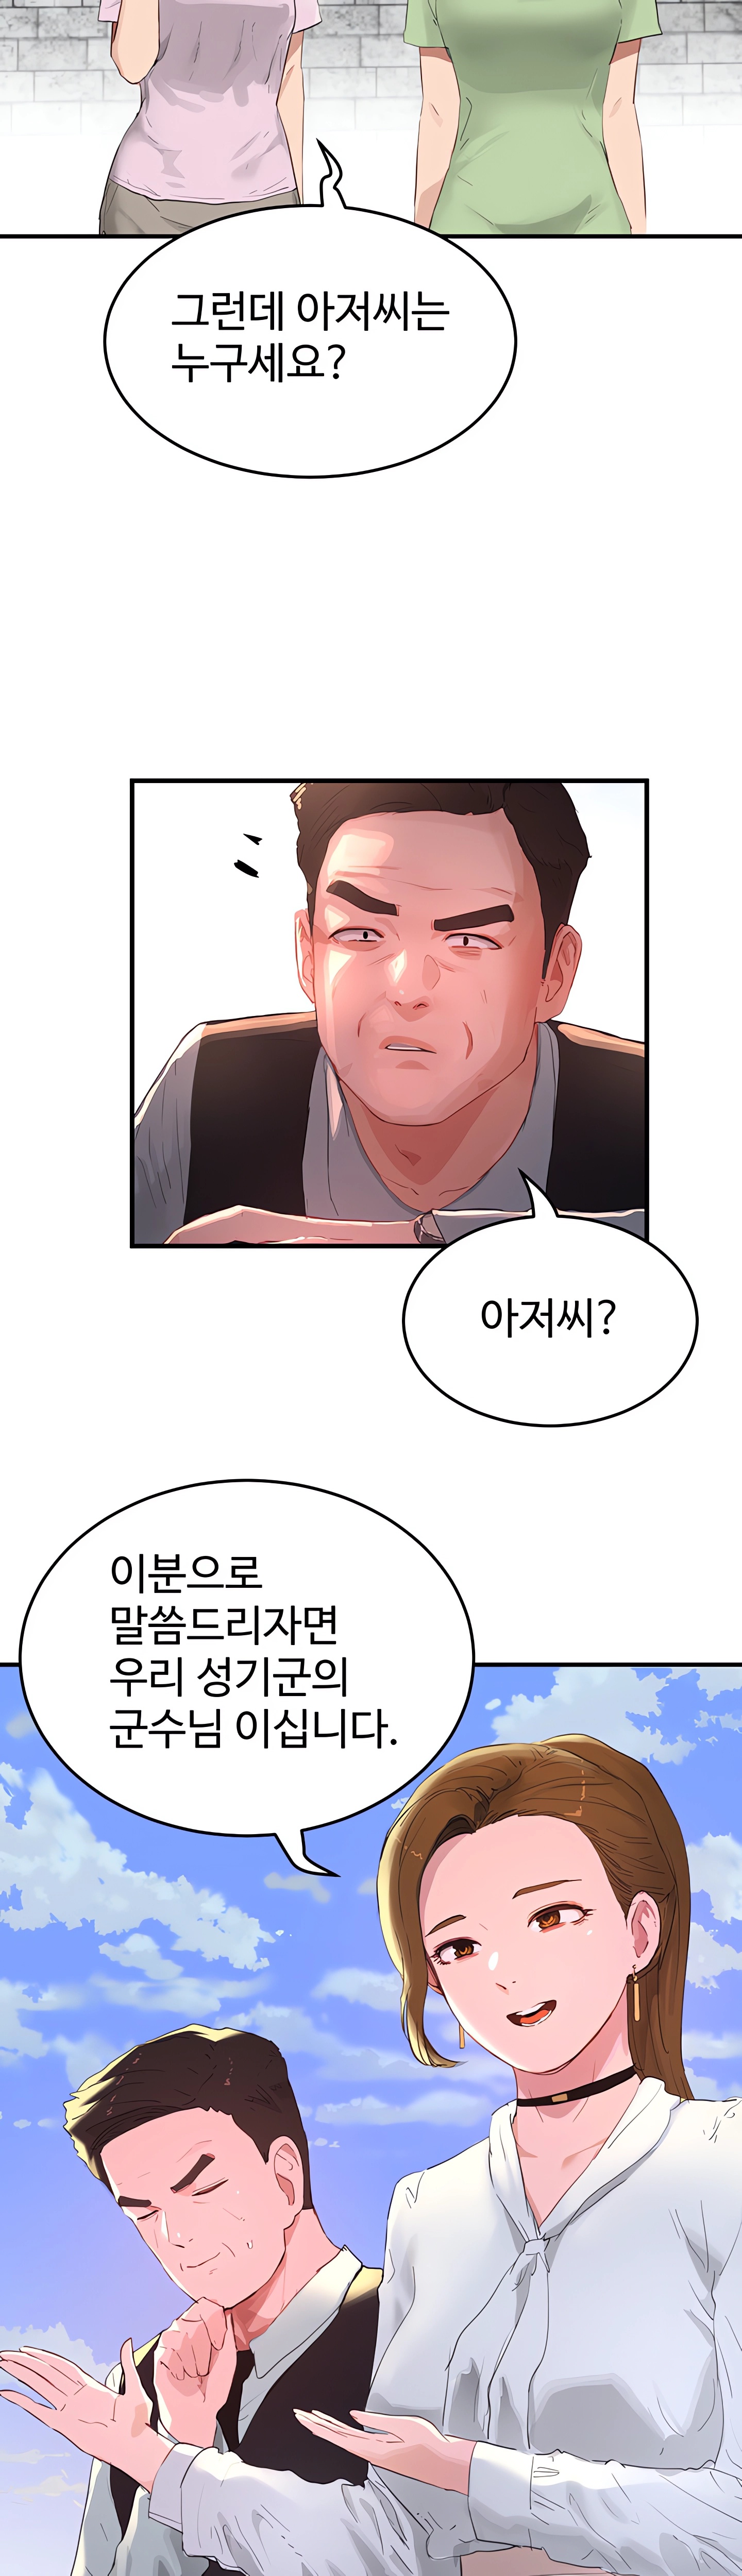 그런데 아저씨는
누구세요?
아저씨?
이분으로
말씀드리자면
우리 성기군의
군수님 이십니다.